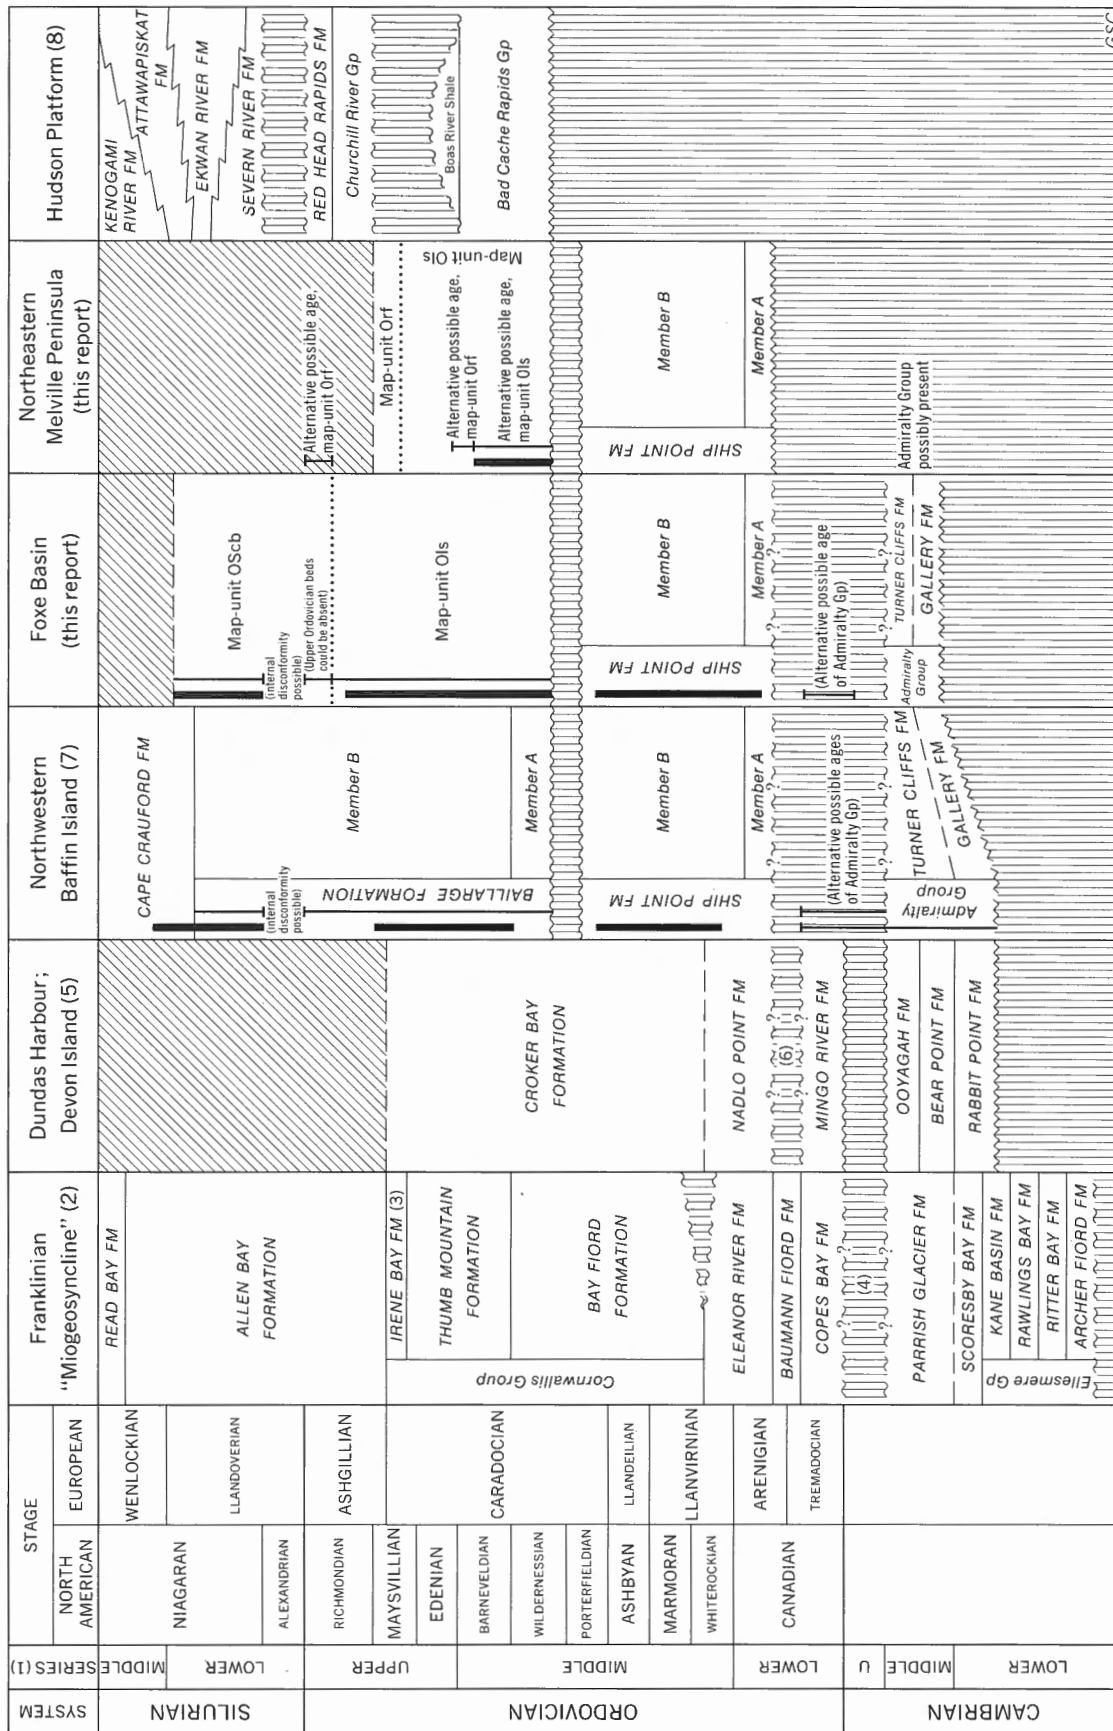 SYSTEM
SERIES (1)
STAGE
NORTH
AMERICAN
EUROPEAN
Franklinian
"Miogeosyncline" (2)
Dundas Harbour;
Devon Island (5)
Northwestern
Baffin Island (7)
Foxe Basin
(this report)
Northeastern
Melville Peninsula
(this report)
Hudson Platform (8)
SILURIAN
ORDOVICIAN
CAMBRIAN
MIDDLE
LOWER
UPPER
MIDDLE
LOWER
U
MIDDLE
LOWER
NIAGARAN
ALEXANDRIAN
RICHMONDIAN
MAYSVILLIAN
EDENIAN
BARNEVELDIAN
WILDERNESSIAN
PORTERFIELDIAN
ASHBYAN
MARMORAN
WHITEROCKIAN
CANADIAN
WENLOCKIAN
LLANDOVERIAN
ASHGILLIAN
CARADOCIAN
LLANDEILIAN
LLANVIRNIAN
ARENIGIAN
TREMADOCIAN
READ BAY FM
ALLEN BAY
FORMATION
IRENE BAY FM (3)
THUMB MOUNTAIN
FORMATION
BAY FIORD
FORMATION
Cornwallis Group
ELEANOR RIVER FM
BAUMANN FIORD FM
COPES BAY FM
? (4) ?
? ?
PARRISH GLACIER FM
SCORESBY BAY FM
KANE BASIN FM
RAWLINGS BAY FM
RITTER BAY FM
ARCHER FIORD FM
Ellesmere Gp
CROKER BAY
FORMATION
NADLO POINT FM
? ?
(6)
? ?
MINGO RIVER FM
OOYAGAH FM
BEAR POINT FM
RABBIT POINT FM
CAPE CRAUFORD FM
(internal
disconformity
possible)
BAILLARGE FORMATION
Member B
Member A
SHIP POINT FM
Member B
Member A
? ?
(Alternative possible ages
of Admiralty Gp)
? ?
Admiralty
Group
TURNER CLIFFS FM
GALLERY FM
Map-unit OScb
(internal
disconformity
possible)
(Upper Ordovician beds
could be absent)
Map-unit Ols
SHIP POINT FM
Member B
Member A
? ?
(Alternative possible age
of Admiralty Gp)
? ?
Admiralty
Group
TURNER CLIFFS FM
GALLERY FM
Alternative possible age,
map-unit Orf
Map-unit Orf
Map-unit Ols
Alternative possible age,
map-unit Orf
Alternative possible age,
map-unit Ols
SHIP POINT FM
Member B
Member A
Admiralty Group
possibly present
KENOGAMI
RIVER FM
ATTAWAPISKAT
FM
EKWAN RIVER FM
SEVERN RIVER FM
RED HEAD RAPIDS FM
Churchill River Gp
Boas River Shale
Bad Cache Rapids Gp
GSC